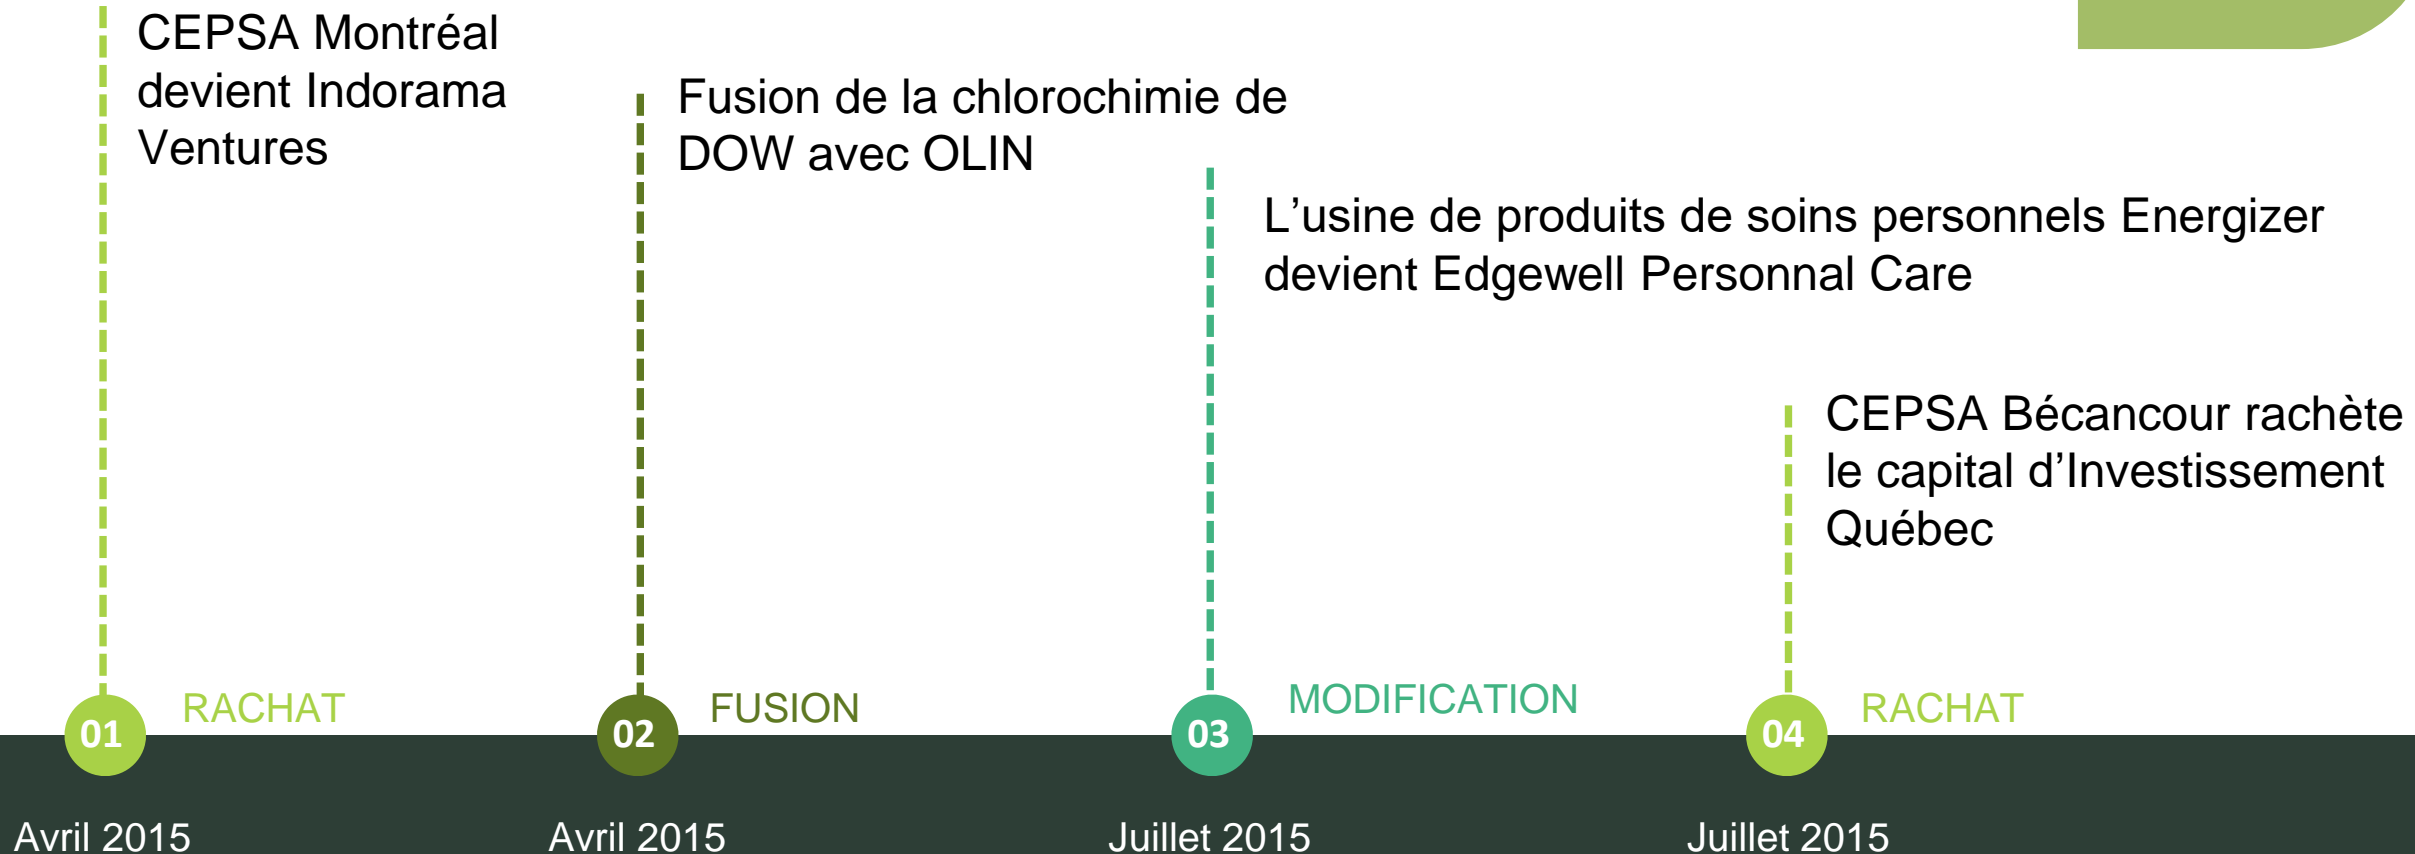 CEPSA Montréal
devient Indorama
Ventures
Fusion de la chlorochimie de
DOW avec OLIN
L’usine de produits de soins personnels Energizer
devient Edgewell Personnal Care
CEPSA Bécancour rachète
le capital d’Investissement
Québec
01 RACHAT
02 FUSION
03 MODIFICATION
04 RACHAT
Avril 2015
Avril 2015
Juillet 2015
Juillet 2015